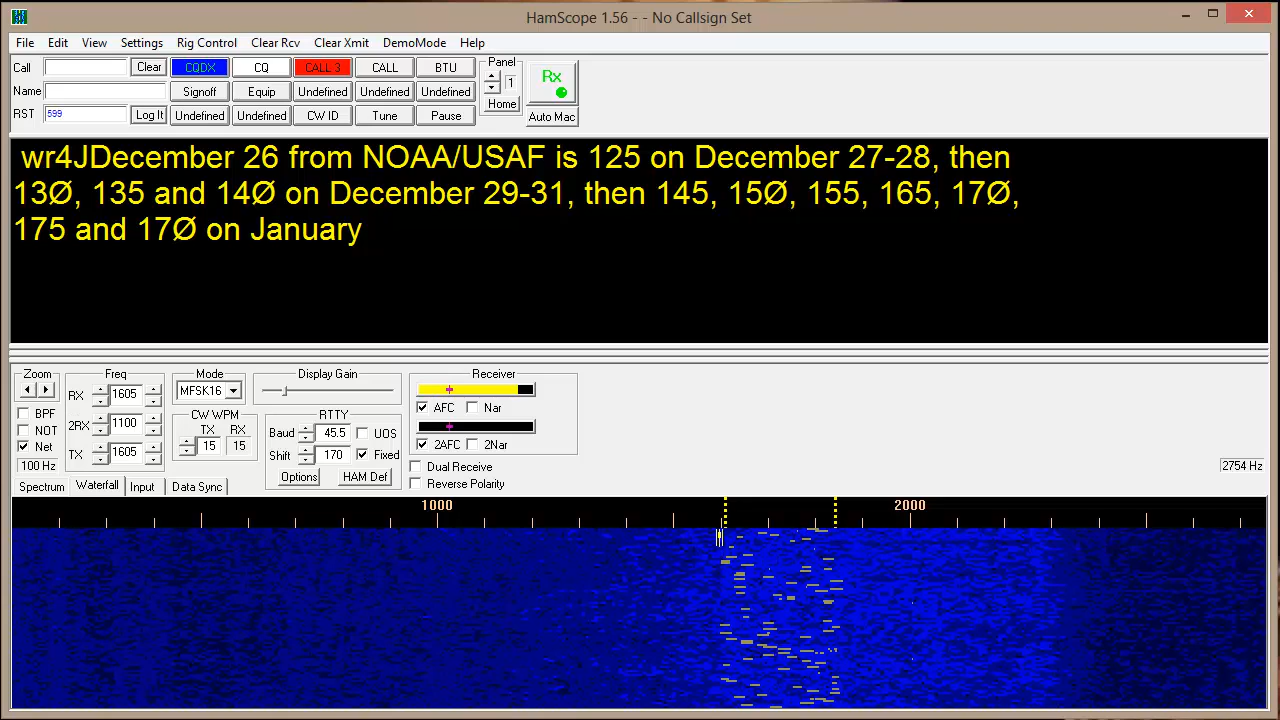 HamScope 1.56 - - No Callsign Set
File Edit View Settings Rig Control Clear Rcv Clear Xmit DemoMode Help
Call Clear CQDX CQ CALL 3 CALL BTU Panel 1 Rx
Name Signoff Equip Undefined Undefined Undefined Home
RST 599 Log It Undefined Undefined CW ID Tune Pause Auto Mac
wr4JDecember 26 from NOAA/USAF is 125 on December 27-28, then
13Ø, 135 and 14Ø on December 29-31, then 145, 15Ø, 155, 165, 17Ø,
175 and 17Ø on January
Zoom Freq Mode Display Gain Receiver
RX 1605 MFSK16
BPF AFC Nar
NOT 2RX 1100 CW WPM RTTY
TX RX Baud 45.5 UOS
Net TX 1605 15 15 Shift 170 Fixed 2AFC 2Nar
100 Hz Dual Receive 2754 Hz
Spectrum Waterfall Input Data Sync Options HAM Def Reverse Polarity
1000 2000